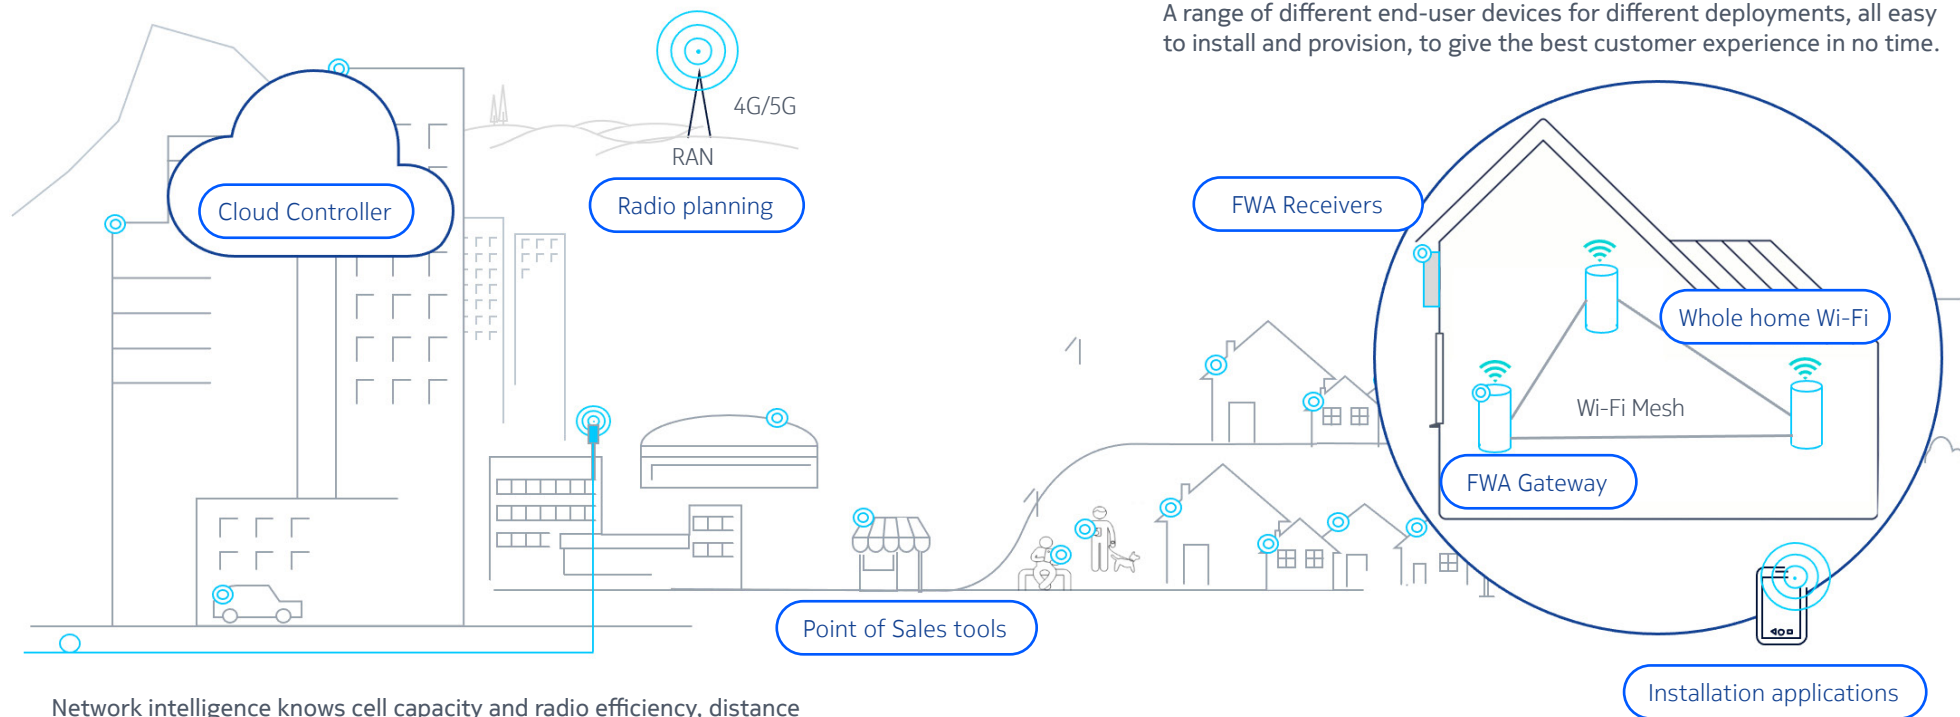 A range of different end-user devices for different deployments, all easy
to install and provision, to give the best customer experience in no time.
4G/5G
RAN
Cloud Controller
Radio planning
FWA Receivers
Whole home Wi-Fi
Wi-Fi Mesh
FWA Gateway
Point of Sales tools
Installation applications
Network intelligence knows cell capacity and radio efficiency, distance